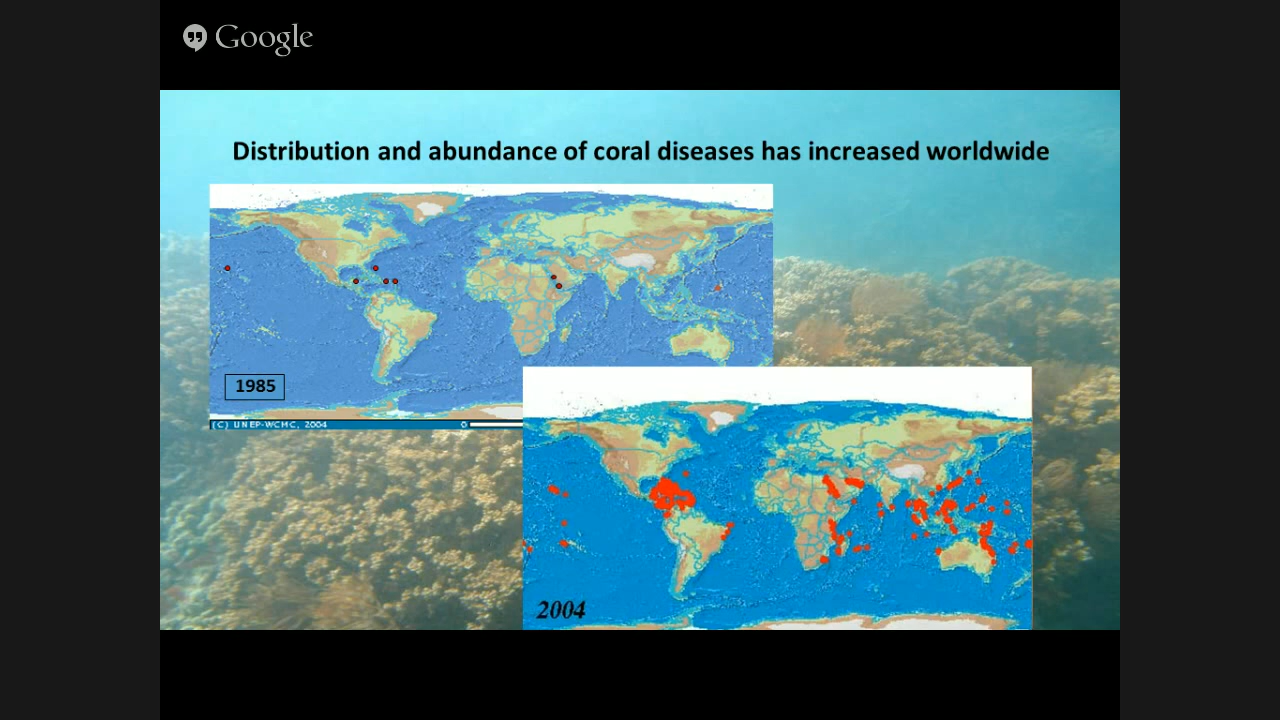 Google
Distribution and abundance of coral diseases has increased worldwide
1985
(C) UNEP-WCMC, 2004
2004